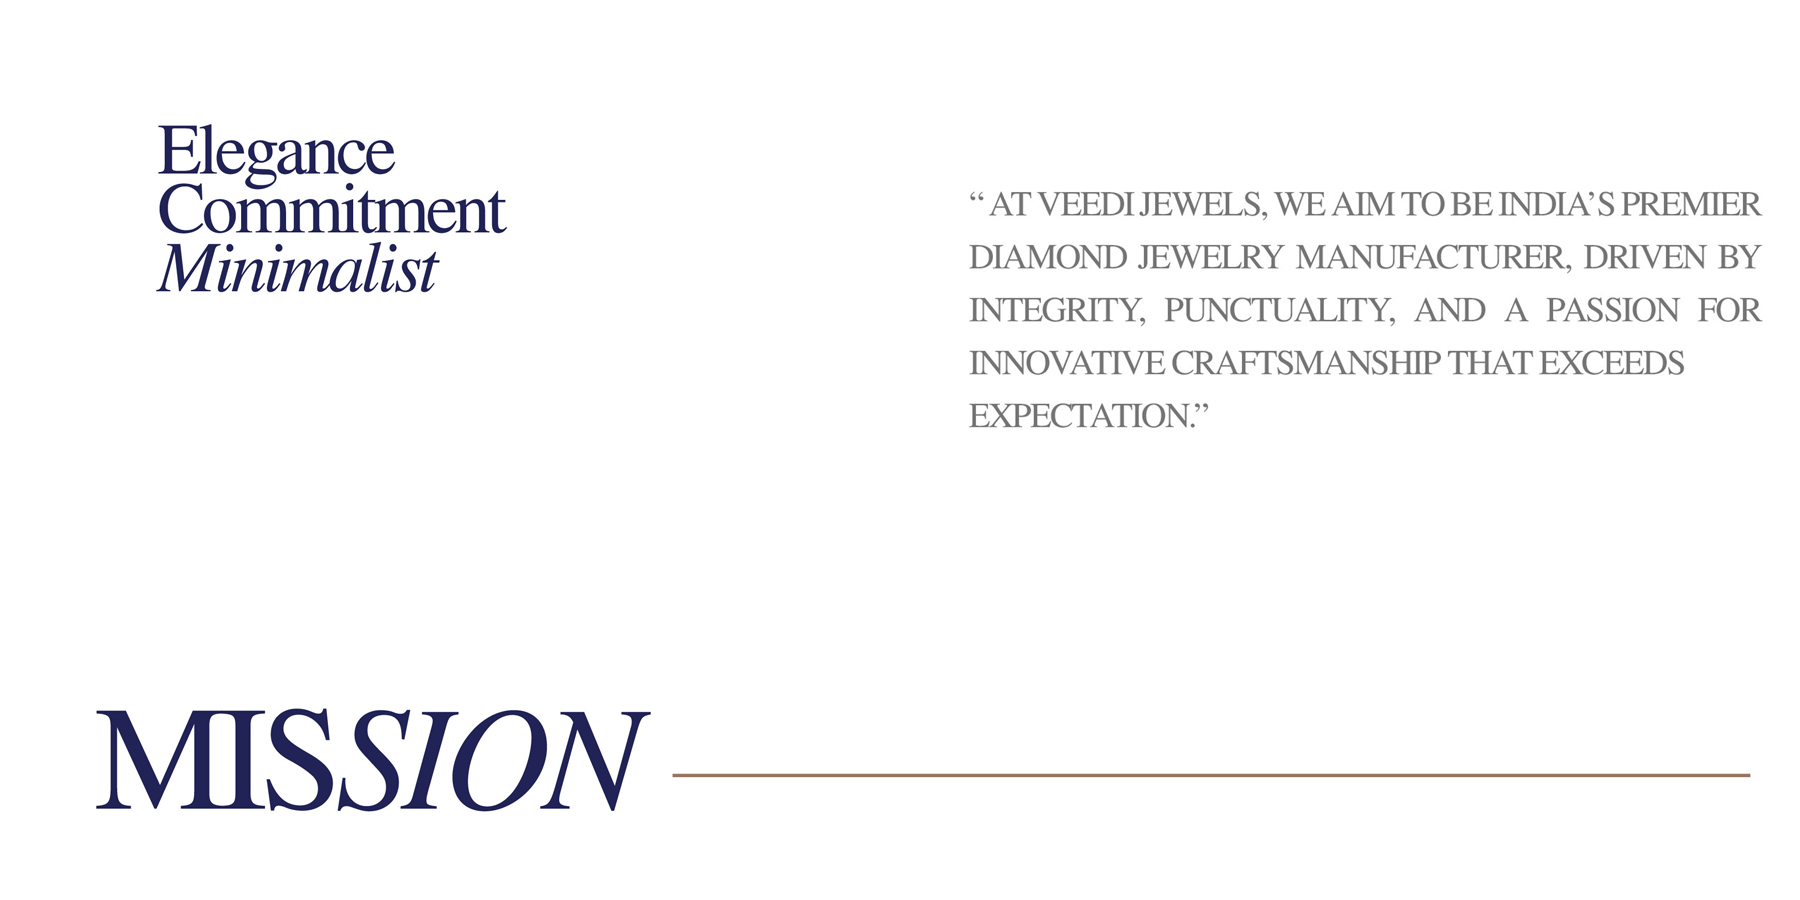 Elegance
Commitment
Minimalist
“ AT VEEDI JEWELS, WE AIM TO BE INDIA’S PREMIER
DIAMOND JEWELRY MANUFACTURER, DRIVEN BY
INTEGRITY, PUNCTUALITY, AND A PASSION FOR
INNOVATIVE CRAFTSMANSHIP THAT EXCEEDS
EXPECTATION.”
MISSION